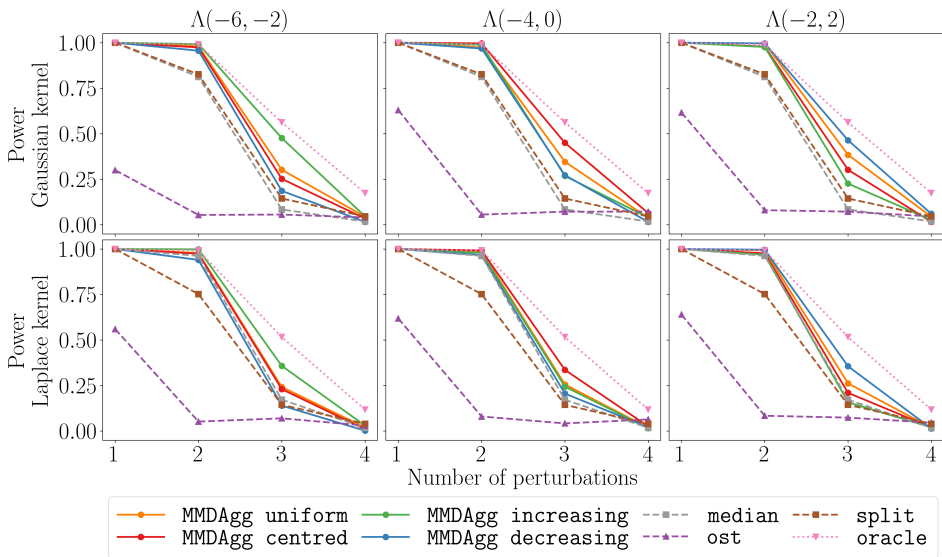 Λ(−6, −2) Λ(−4, 0) Λ(−2, 2)
Power
Gaussian kernel
1.00
0.75
0.50
0.25
0.00
Power
Laplace kernel
1.00
0.75
0.50
0.25
0.00
1 2 3 4 1 2 3 4 1 2 3 4
Number of perturbations
MMDAgg uniform MMDAgg increasing median split
MMDAgg centred MMDAgg decreasing ost oracle